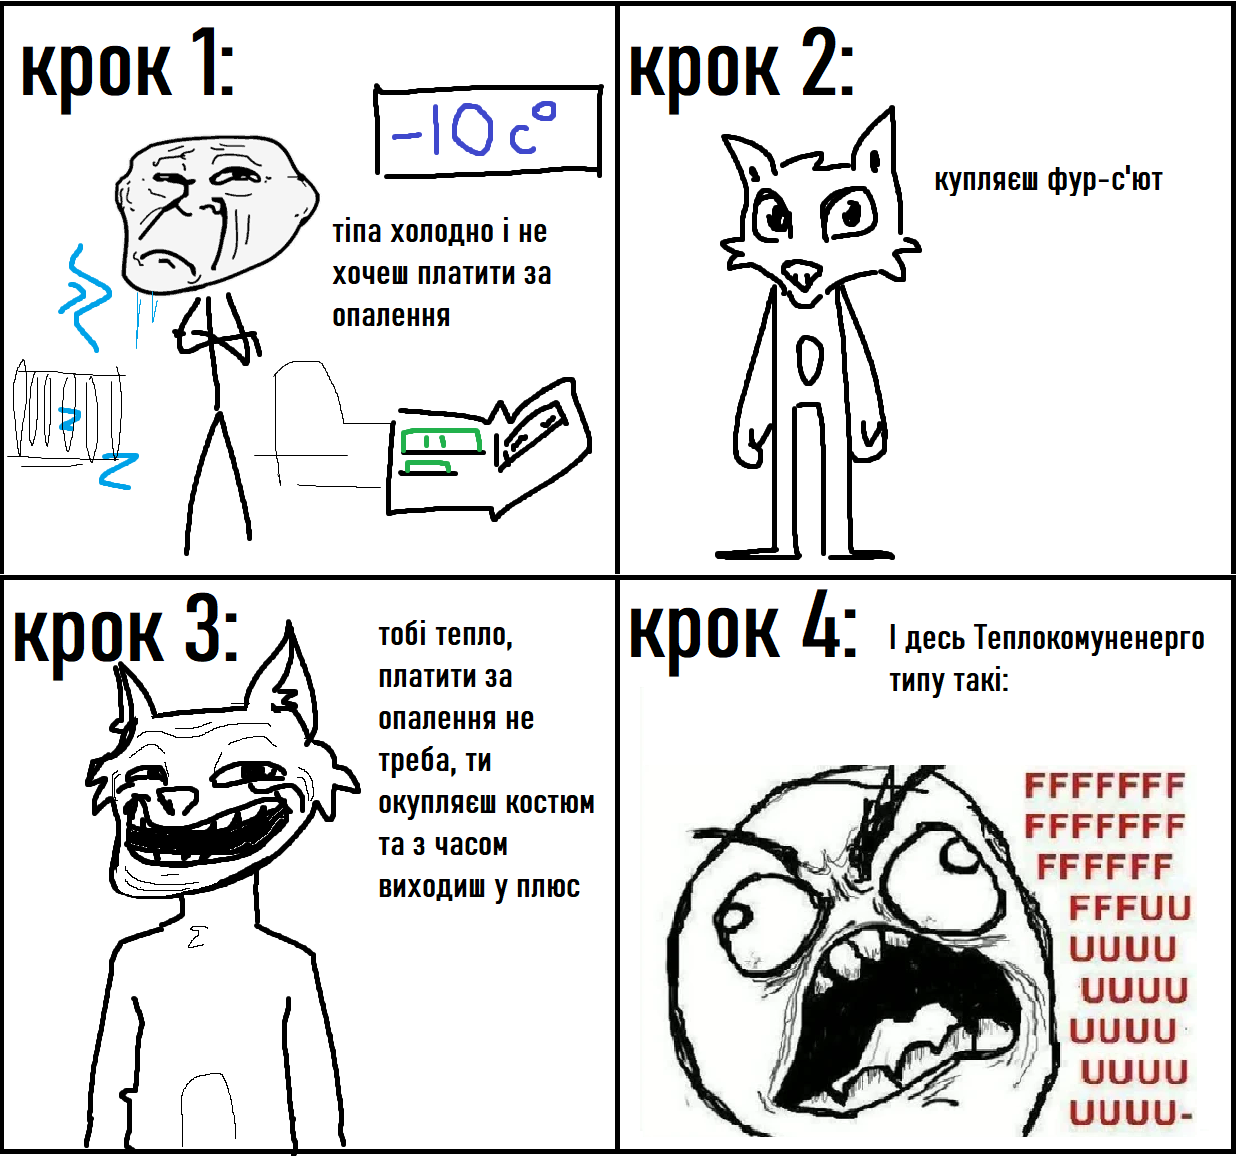 крок 1:
-10 c°
тіпа холодно і не
хочеш платити за
опалення
крок 2:
купляєш фур-с'ют
крок 3:
тобі тепло,
платити за
опалення не
треба, ти
окупляєш костюм
та з часом
виходиш у плюс
крок 4:
І десь Теплокомуненерго
типу такі:
FFFFFFF
FFFFFFF
FFFFFF
FFFUU
UUUU
UUUU
UUUU
UUUU
UUUU-